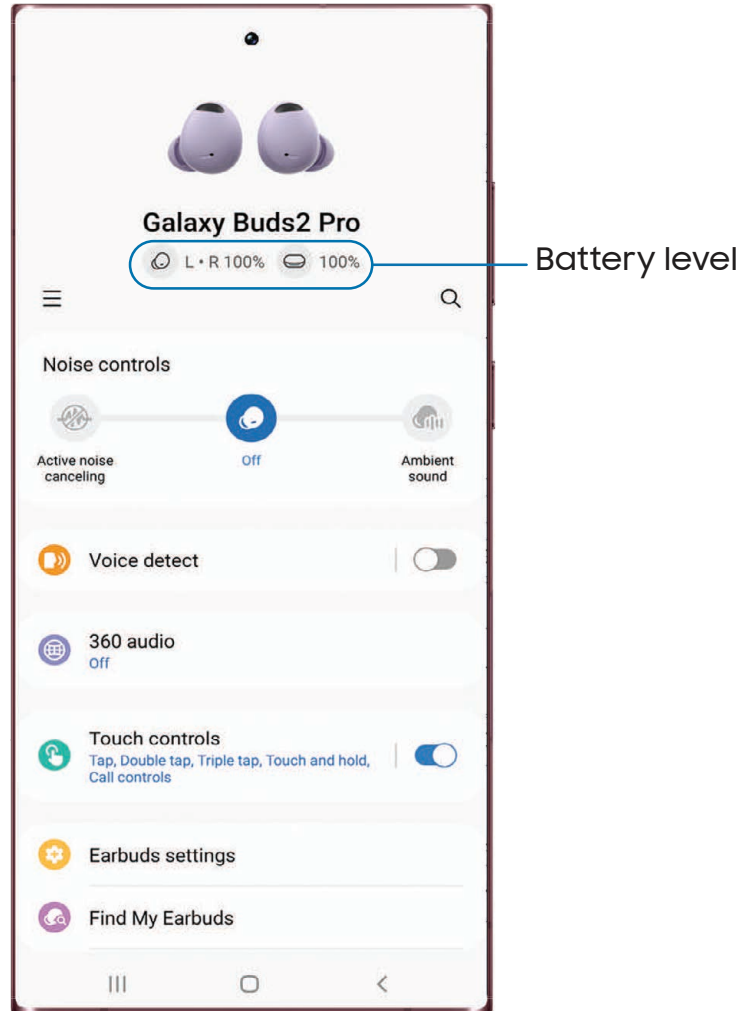 Galaxy Buds2 Pro
L • R 100% 100%
Battery level
Noise controls
Active noise canceling
Off
Ambient sound
Voice detect
360 audio
Off
Touch controls
Tap, Double tap, Triple tap, Touch and hold,
Call controls
Earbuds settings
Find My Earbuds